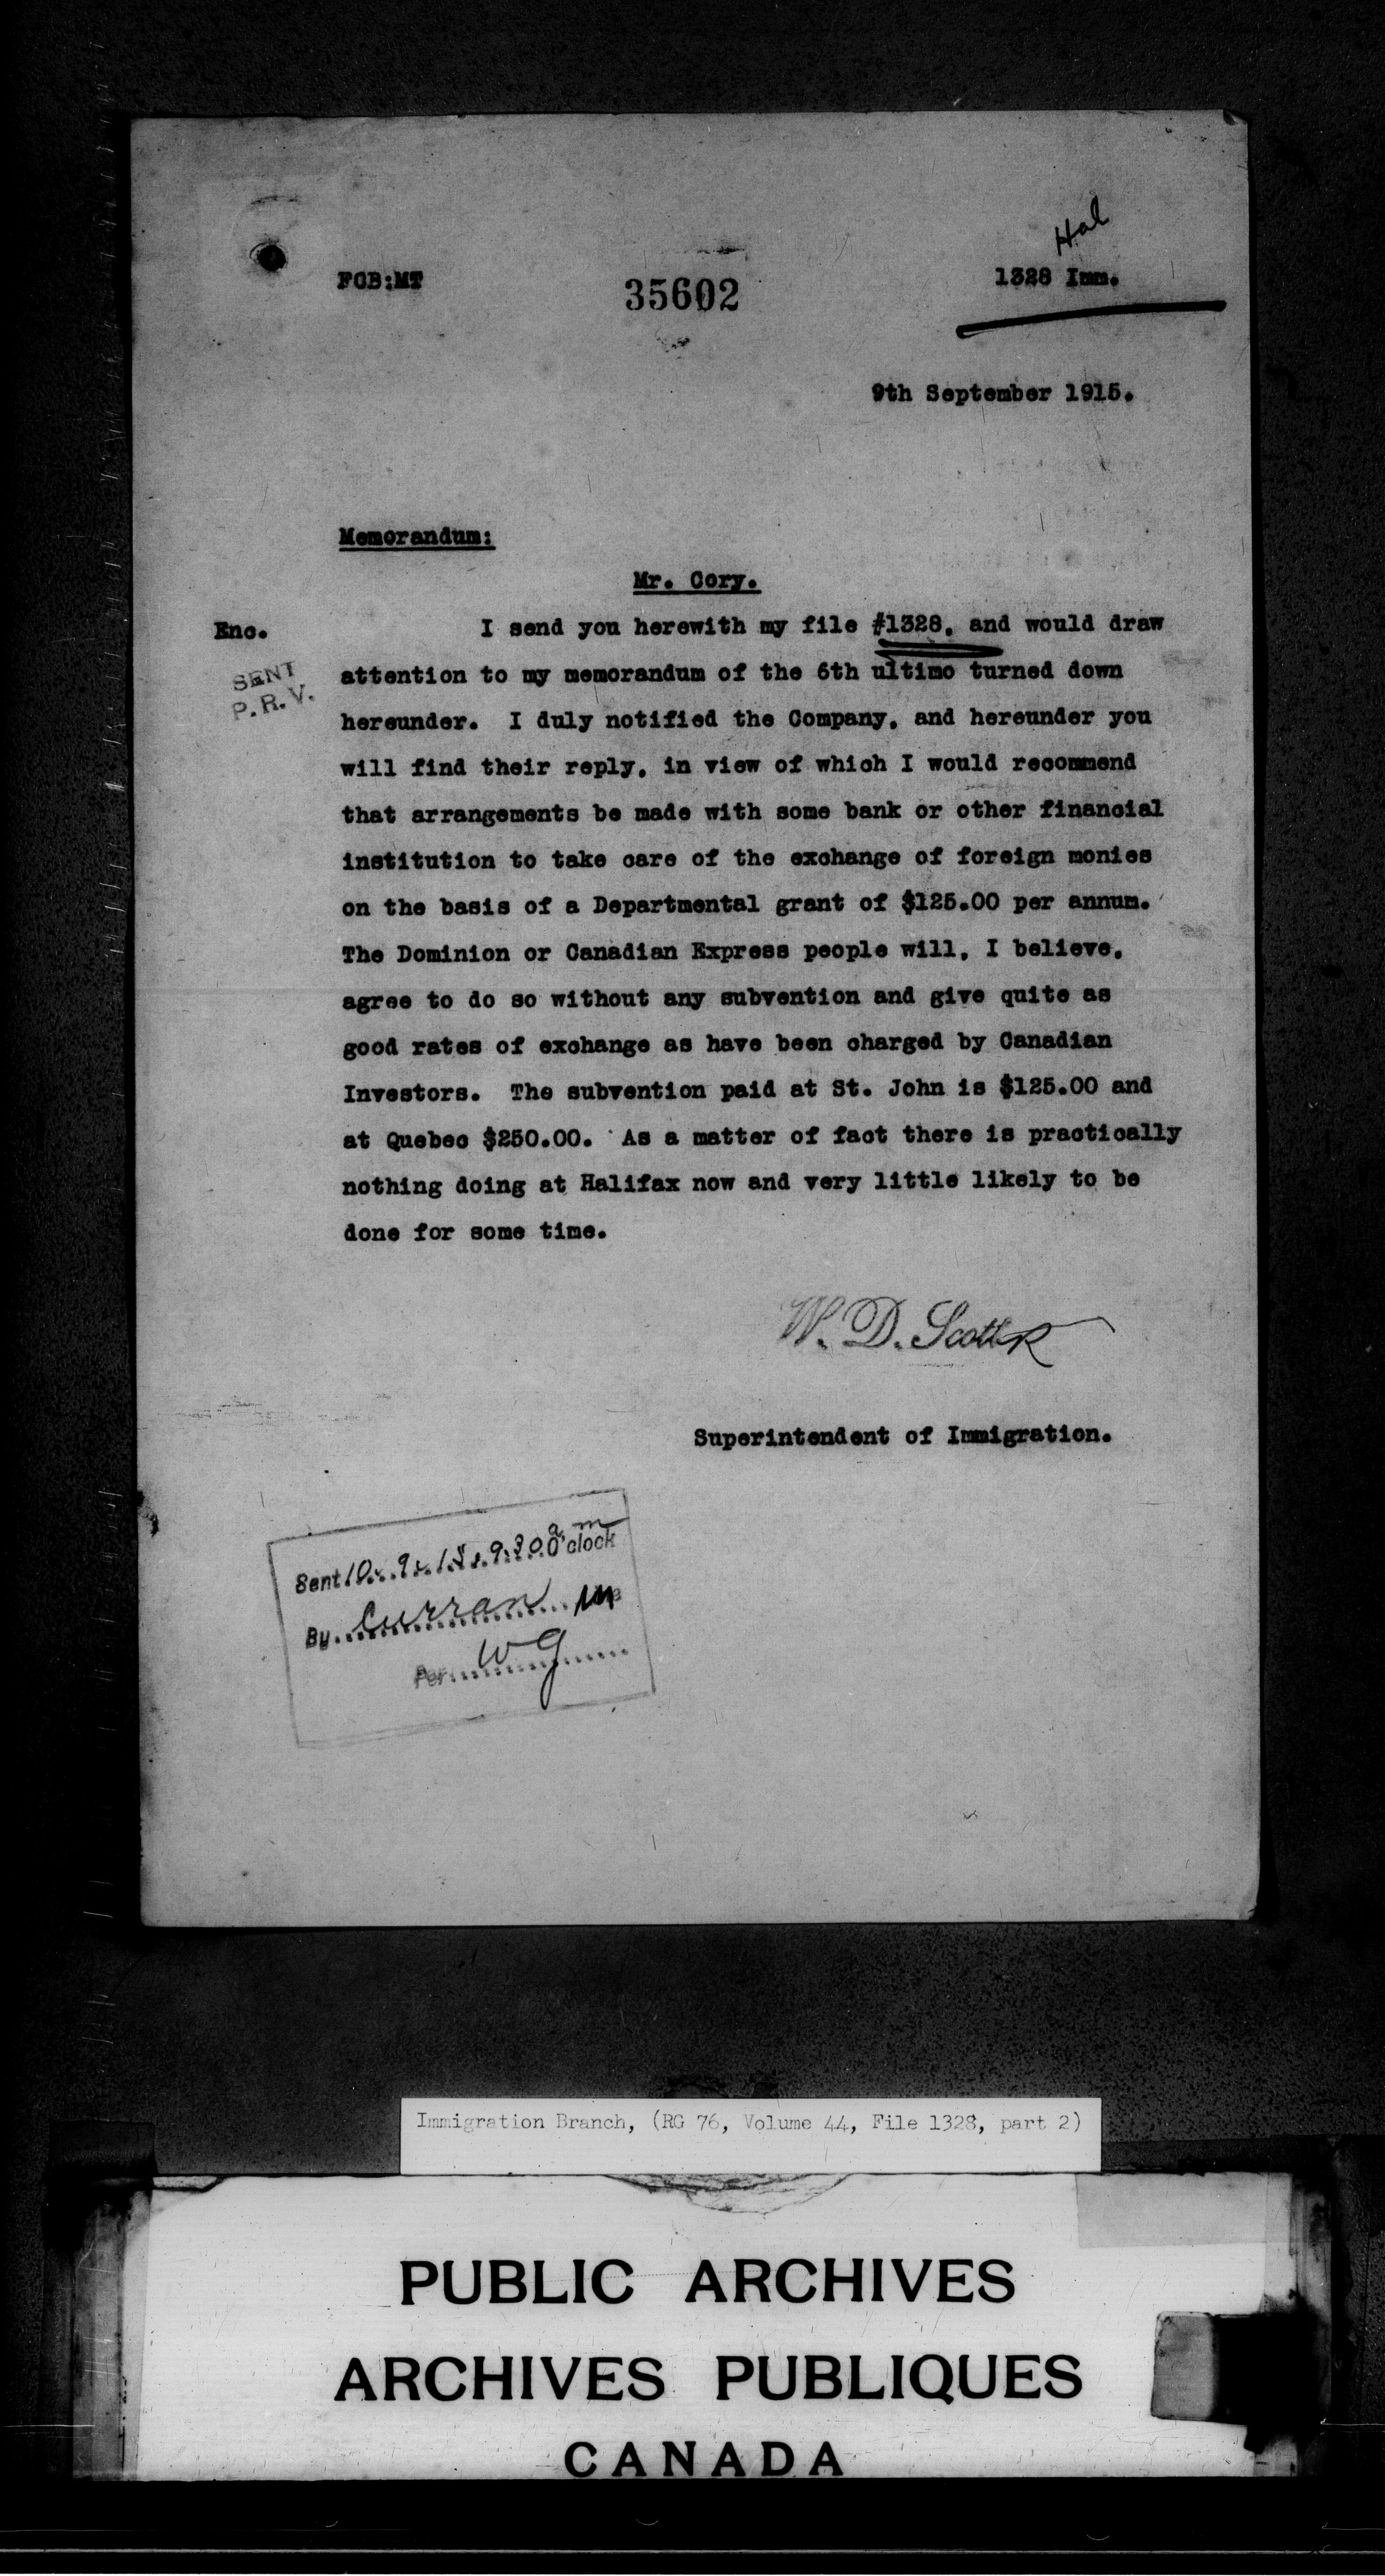 Hal
FGB:MT
35602
1328 Imm.
9th September 1915.
Memorandum:
Mr. Cory.
Enc.
SENT
P.R.V.
I send you herewith my file #1328, and would draw
attention to my memorandum of the 6th ultimo turned down
hereunder. I duly notified the Company, and hereunder you
will find their reply, in view of which I would recommend
that arrangements be made with some bank or other financial
institution to take care of the exchange of foreign monies
on the basis of a Departmental grant of $125.00 per annum.
The Dominion or Canadian Express people will, I believe,
agree to do so without any subvention and give quite as
good rates of exchange as have been charged by Canadian
Investors. The subvention paid at St. John is $125.00 and
at Quebec $250.00. As a matter of fact there is practically
nothing doing at Halifax now and very little likely to be
done for some time.
W. D. Scott
Superintendent of Immigration.
Sent 10.9.15. 9.30 a.m O'clock
By Curran
Per W G
Immigration Branch, (RG 76, Volume 44, File 1328, part 2)
PUBLIC ARCHIVES
ARCHIVES PUBLIQUES
CANADA